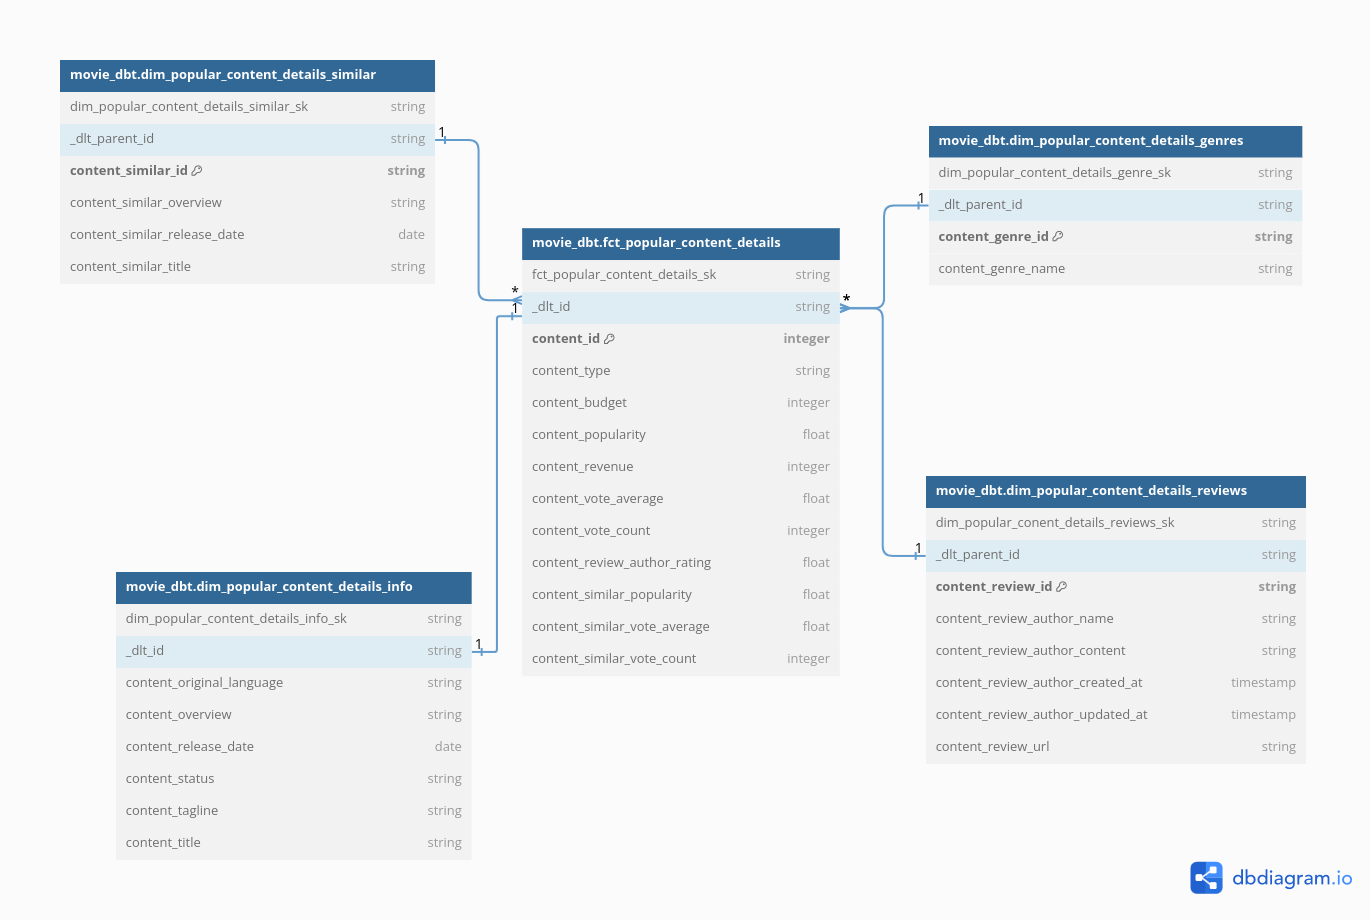 movie_dbt.dim_popular_content_details_similar
dim_popular_content_details_similar_sk string
_dlt_parent_id string
content_similar_id string
content_similar_overview string
content_similar_release_date date
content_similar_title string
1
*
1
movie_dbt.fct_popular_content_details
fct_popular_content_details_sk string
_dlt_id string
content_id integer
content_type string
content_budget integer
content_popularity float
content_revenue integer
content_vote_average float
content_vote_count integer
content_review_author_rating float
content_similar_popularity float
content_similar_vote_average float
content_similar_vote_count integer
*
1
movie_dbt.dim_popular_content_details_genres
dim_popular_content_details_genre_sk string
_dlt_parent_id string
content_genre_id string
content_genre_name string
1
movie_dbt.dim_popular_content_details_reviews
dim_popular_conent_details_reviews_sk string
_dlt_parent_id string
content_review_id string
content_review_author_name string
content_review_author_content string
content_review_author_created_at timestamp
content_review_author_updated_at timestamp
content_review_url string
movie_dbt.dim_popular_content_details_info
dim_popular_content_details_info_sk string
_dlt_id string
content_original_language string
content_overview string
content_release_date date
content_status string
content_tagline string
content_title string
1
dbdiagram.io